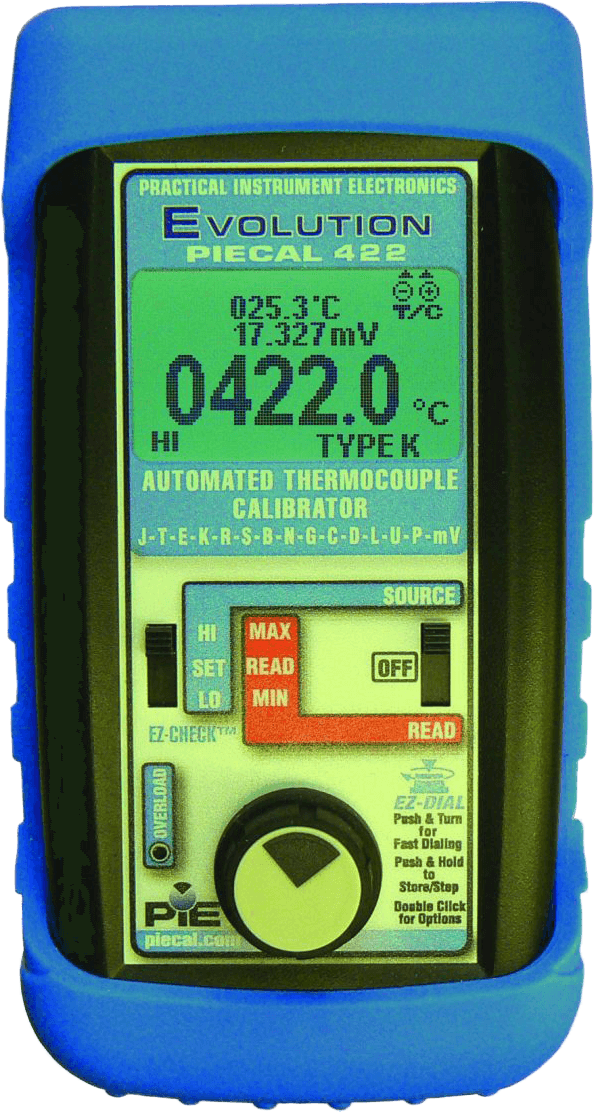 PRACTICAL INSTRUMENT ELECTRONICS
EVOLUTION
PIECAL 422
025.3°C
17.327mV
T/C
0422.0 °C
HI TYPE K
AUTOMATED THERMOCOUPLE
CALIBRATOR
J-T-E-K-R-S-B-N-G-C-D-L-U-P-mV
SOURCE
HI MAX
SET READ OFF
LO MIN
EZ-CHECK™ READ
OVERLOAD
EZ-DIAL
Push & Turn
for
Fast Dialing
Push & Hold
to
Store/Step
Double Click
for Options
PIE
piecal.com